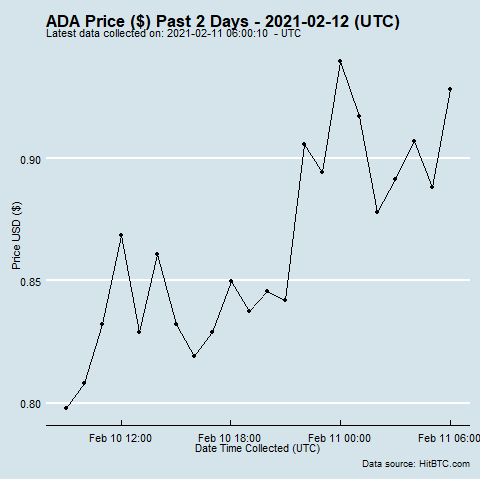 ADA Price ($) Past 2 Days - 2021-02-12 (UTC)
Latest data collected on: 2021-02-11 06:00:10 - UTC
0.90
0.85
0.80
Price USD ($)
Feb 10 12:00 Feb 10 18:00 Feb 11 00:00 Feb 11 06:00
Date Time Collected (UTC)
Data source: HitBTC.com